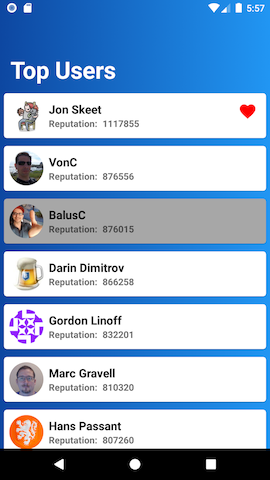 5:57
Top Users
Jon Skeet
Reputation: 1117855
VonC
Reputation: 876556
BalusC
Reputation: 876015
Darin Dimitrov
Reputation: 866258
Gordon Linoff
Reputation: 832201
Marc Gravell
Reputation: 810320
Hans Passant
Reputation: 807260